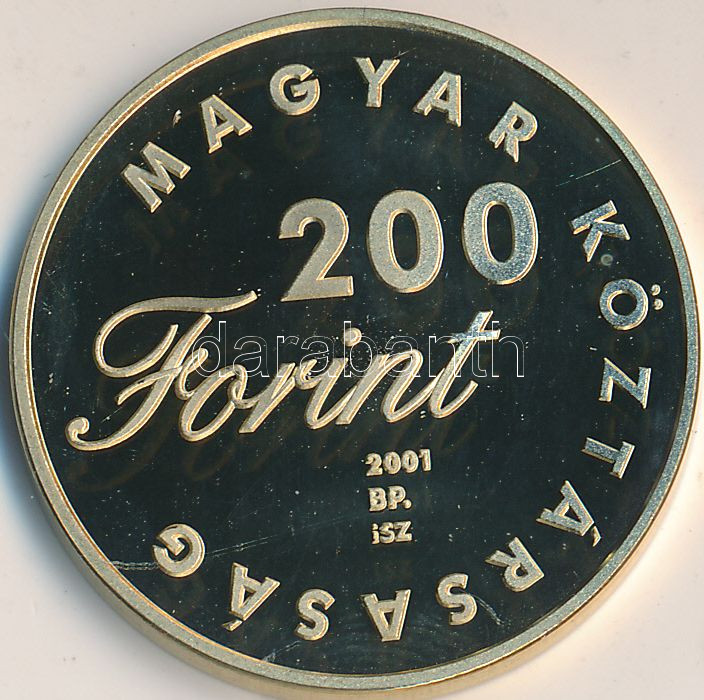 MAGYAR KÖZTÁRSASÁG
200
Forint
2001
BP.
iSZ
darabanth